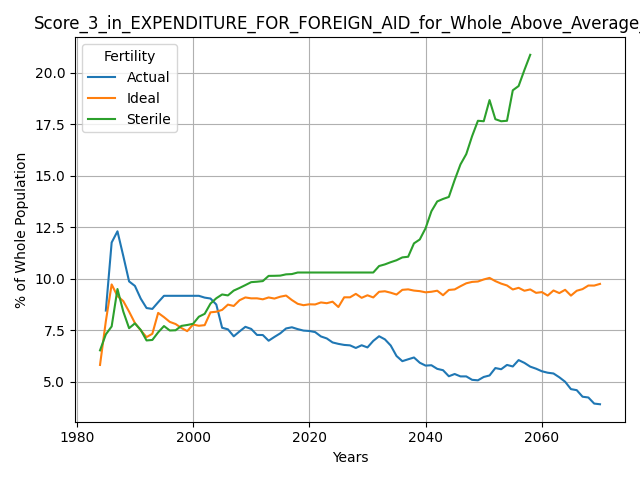 Score_3_in_EXPENDITURE_FOR_FOREIGN_AID_for_Whole_Above_Average_
Fertility
Actual
Ideal
Sterile
% of Whole Population
20.0
17.5
15.0
12.5
10.0
7.5
5.0
1980
2000
2020
2040
2060
Years